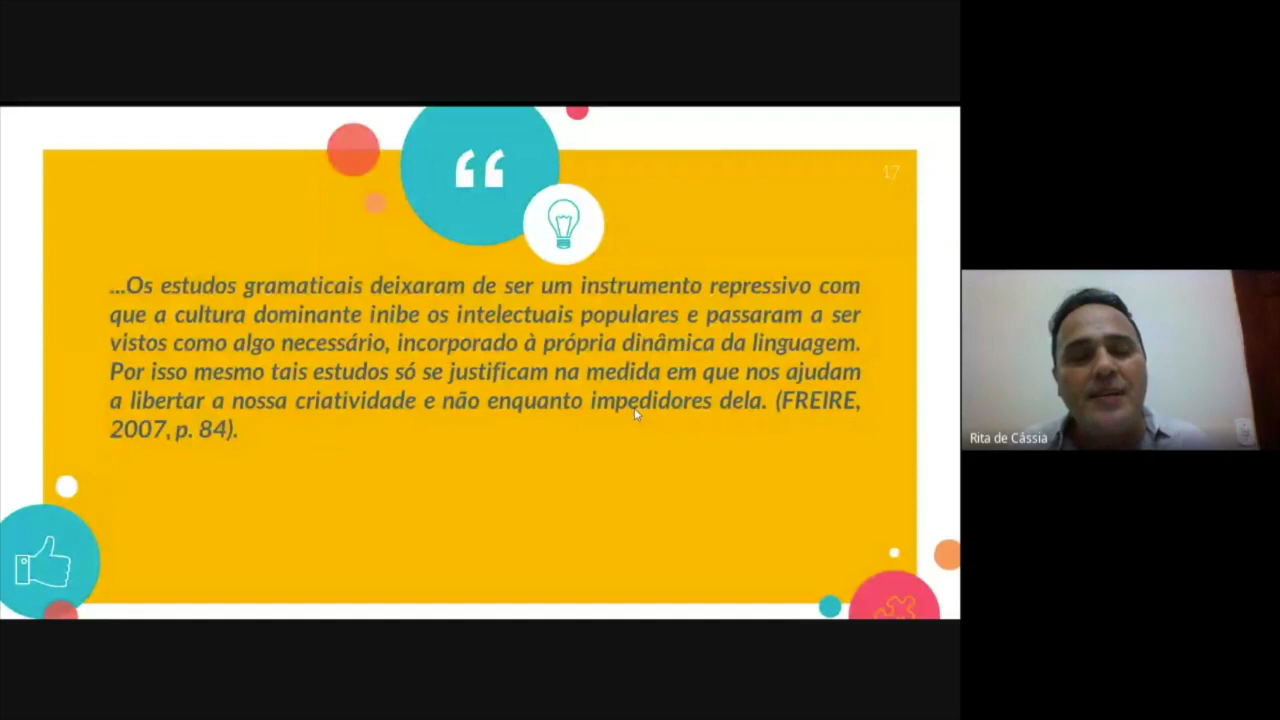 “
17
...Os estudos gramaticais deixaram de ser um instrumento repressivo com
que a cultura dominante inibe os intelectuais populares e passaram a ser
vistos como algo necessário, incorporado à própria dinâmica da linguagem.
Por isso mesmo tais estudos só se justificam na medida em que nos ajudam
a libertar a nossa criatividade e não enquanto impedidores dela. (FREIRE,
2007, p. 84).
Rita de Cássia